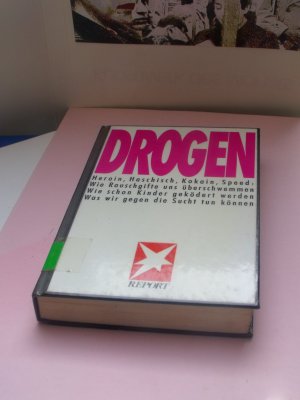 DROGEN
Heroin, Haschisch, Kokain, Speed.
Wie Rauschgifte uns überschwemmen
Wie schon Kinder geködert werden
Was wir gegen die Sucht tun können
REPORT